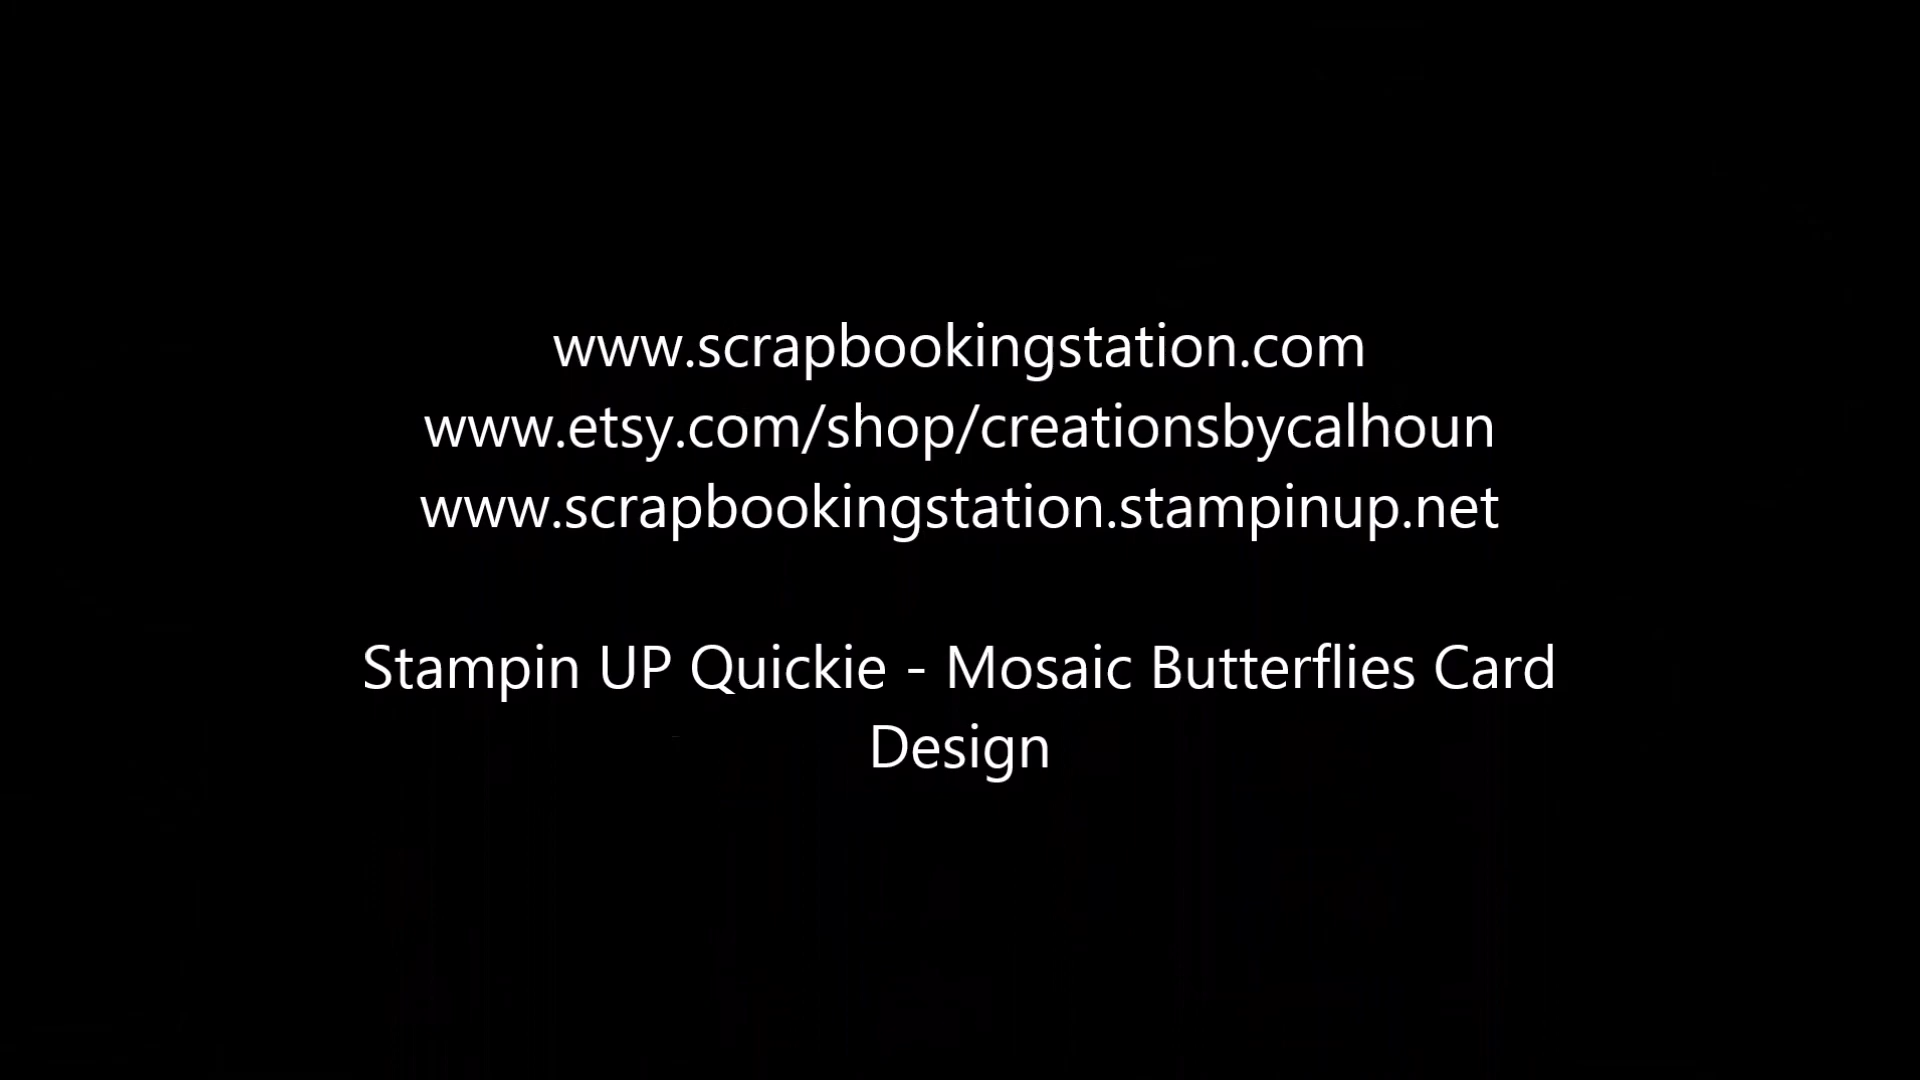 www.scrapbookingstation.com
www.etsy.com/shop/creationsbycalhoun
www.scrapbookingstation.stampinup.net
Stampin UP Quickie - Mosaic Butterflies Card
Design